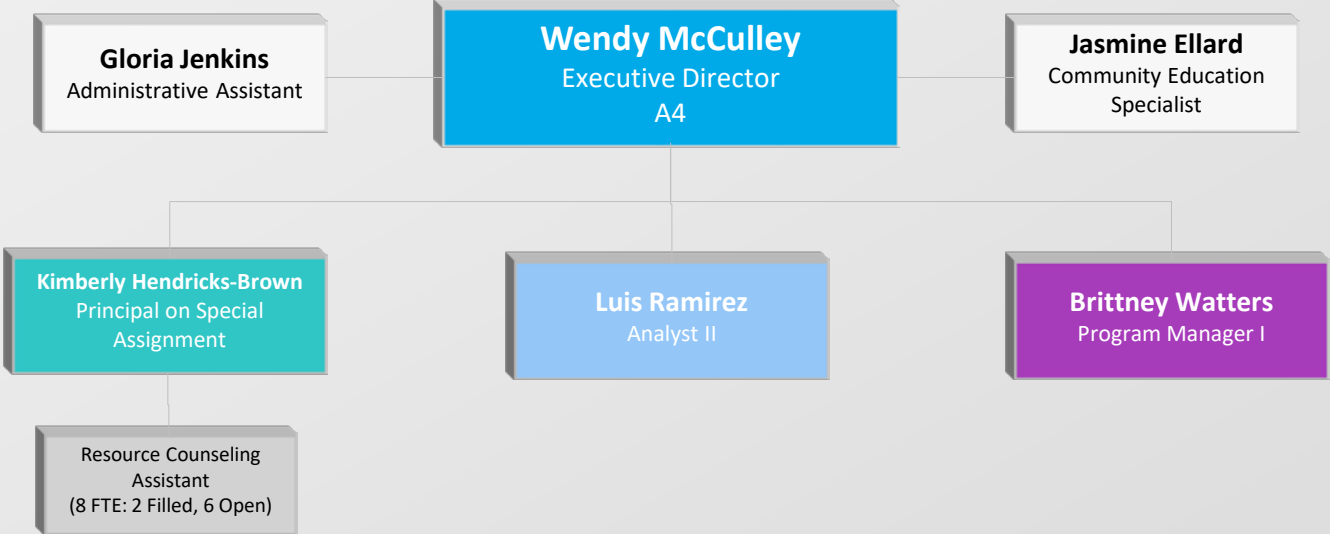 Gloria Jenkins
Administrative Assistant
Wendy McCulley
Executive Director
A4
Jasmine Ellard
Community Education
Specialist
Kimberly Hendricks-Brown
Principal on Special
Assignment
Luis Ramirez
Analyst II
Brittney Watters
Program Manager I
Resource Counseling
Assistant
(8 FTE: 2 Filled, 6 Open)